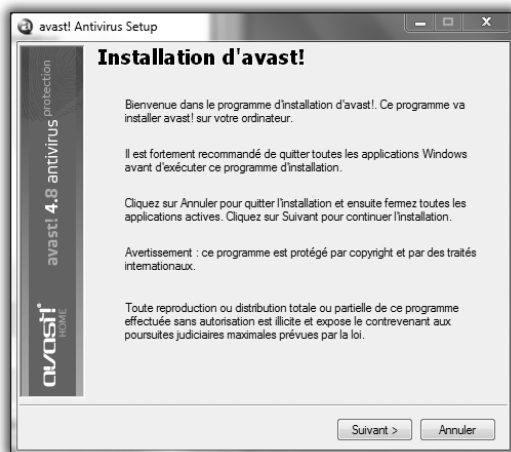 avast! Antivirus Setup
Installation d'avast!
Bienvenue dans le programme d'installation d'avast!. Ce programme va
installer avast! sur votre ordinateur.
Il est fortement recommandé de quitter toutes les applications Windows
avant d'exécuter ce programme d'installation.
Cliquez sur Annuler pour quitter l'installation et ensuite fermez toutes les
applications actives. Cliquez sur Suivant pour continuer l'installation.
Avertissement : ce programme est protégé par copyright et par des traités
internationaux.
Toute reproduction ou distribution totale ou partielle de ce programme
effectuée sans autorisation est illicite et expose le contrevenant aux
poursuites judiciaires maximales prévues par la loi.
avast! 4.8 antivirus protection
avast!
HOME
Suivant >
Annuler